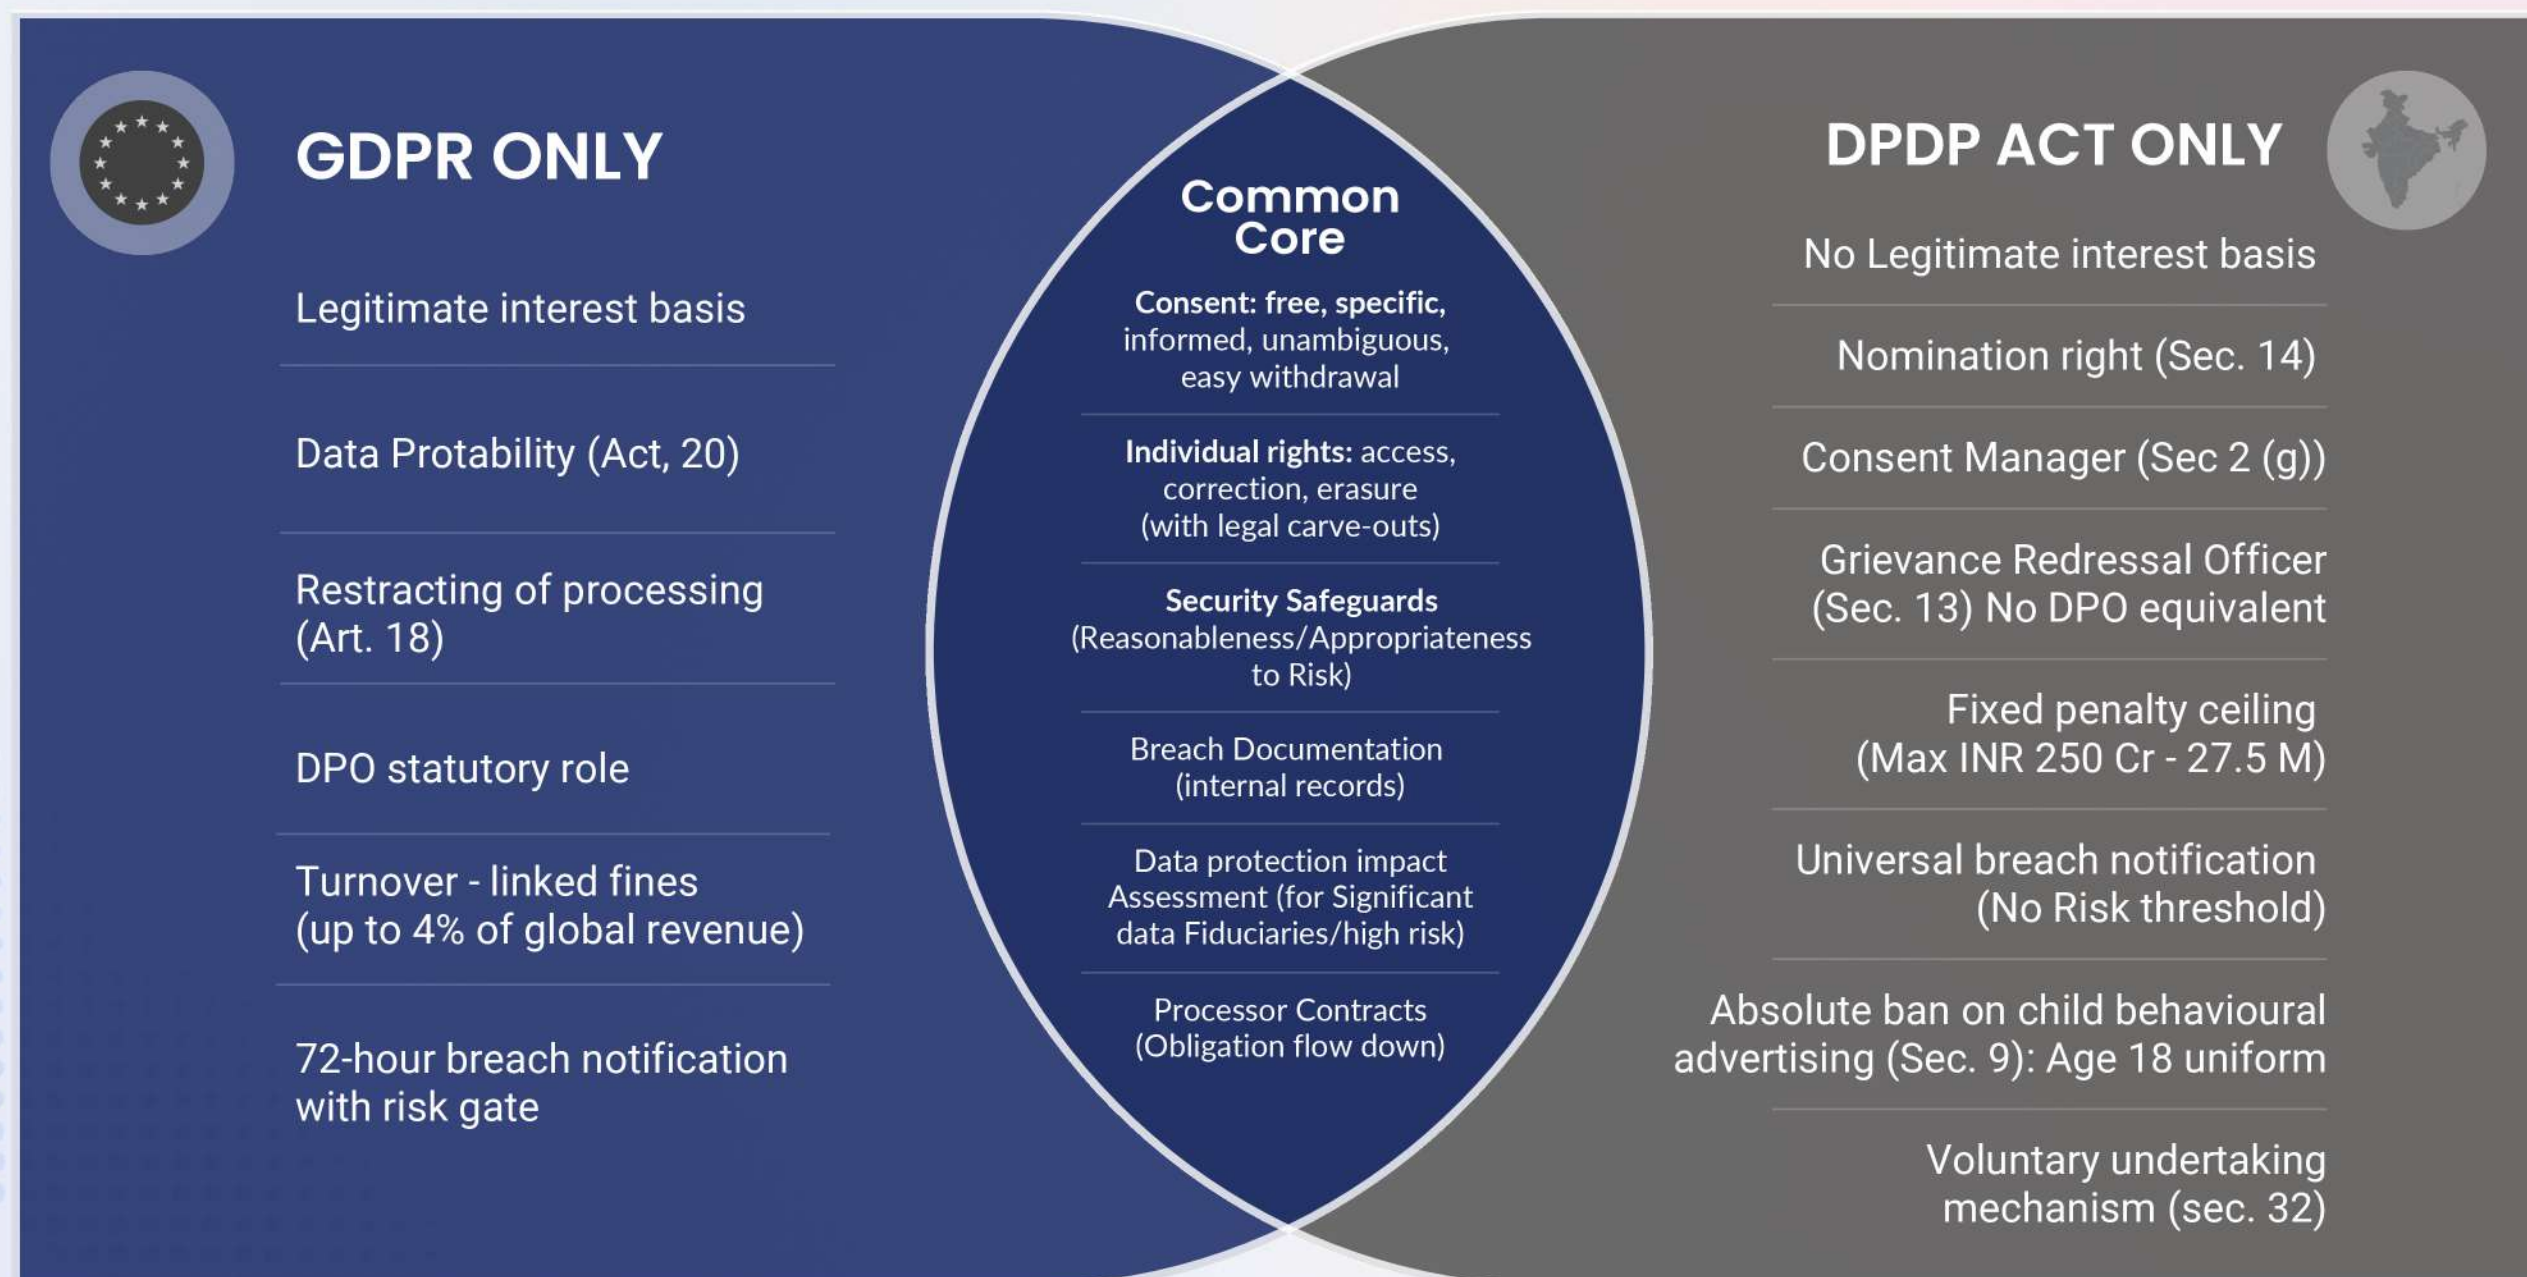 GDPR ONLY
Legitimate interest basis
Data Protability (Act, 20)
Restracting of processing
(Art. 18)
DPO statutory role
Turnover - linked fines
(up to 4% of global revenue)
72-hour breach notification
with risk gate
Common
Core
Consent: free, specific,
informed, unambiguous,
easy withdrawal
Individual rights: access,
correction, erasure
(with legal carve-outs)
Security Safeguards
(Reasonableness/Appropriateness
to Risk)
Breach Documentation
(internal records)
Data protection impact
Assessment (for Significant
data Fiduciaries/high risk)
Processor Contracts
(Obligation flow down)
DPDP ACT ONLY
No Legitimate interest basis
Nomination right (Sec. 14)
Consent Manager (Sec 2 (g))
Grievance Redressal Officer
(Sec. 13) No DPO equivalent
Fixed penalty ceiling
(Max INR 250 Cr - 27.5 M)
Universal breach notification
(No Risk threshold)
Absolute ban on child behavioural
advertising (Sec. 9): Age 18 uniform
Voluntary undertaking
mechanism (sec. 32)